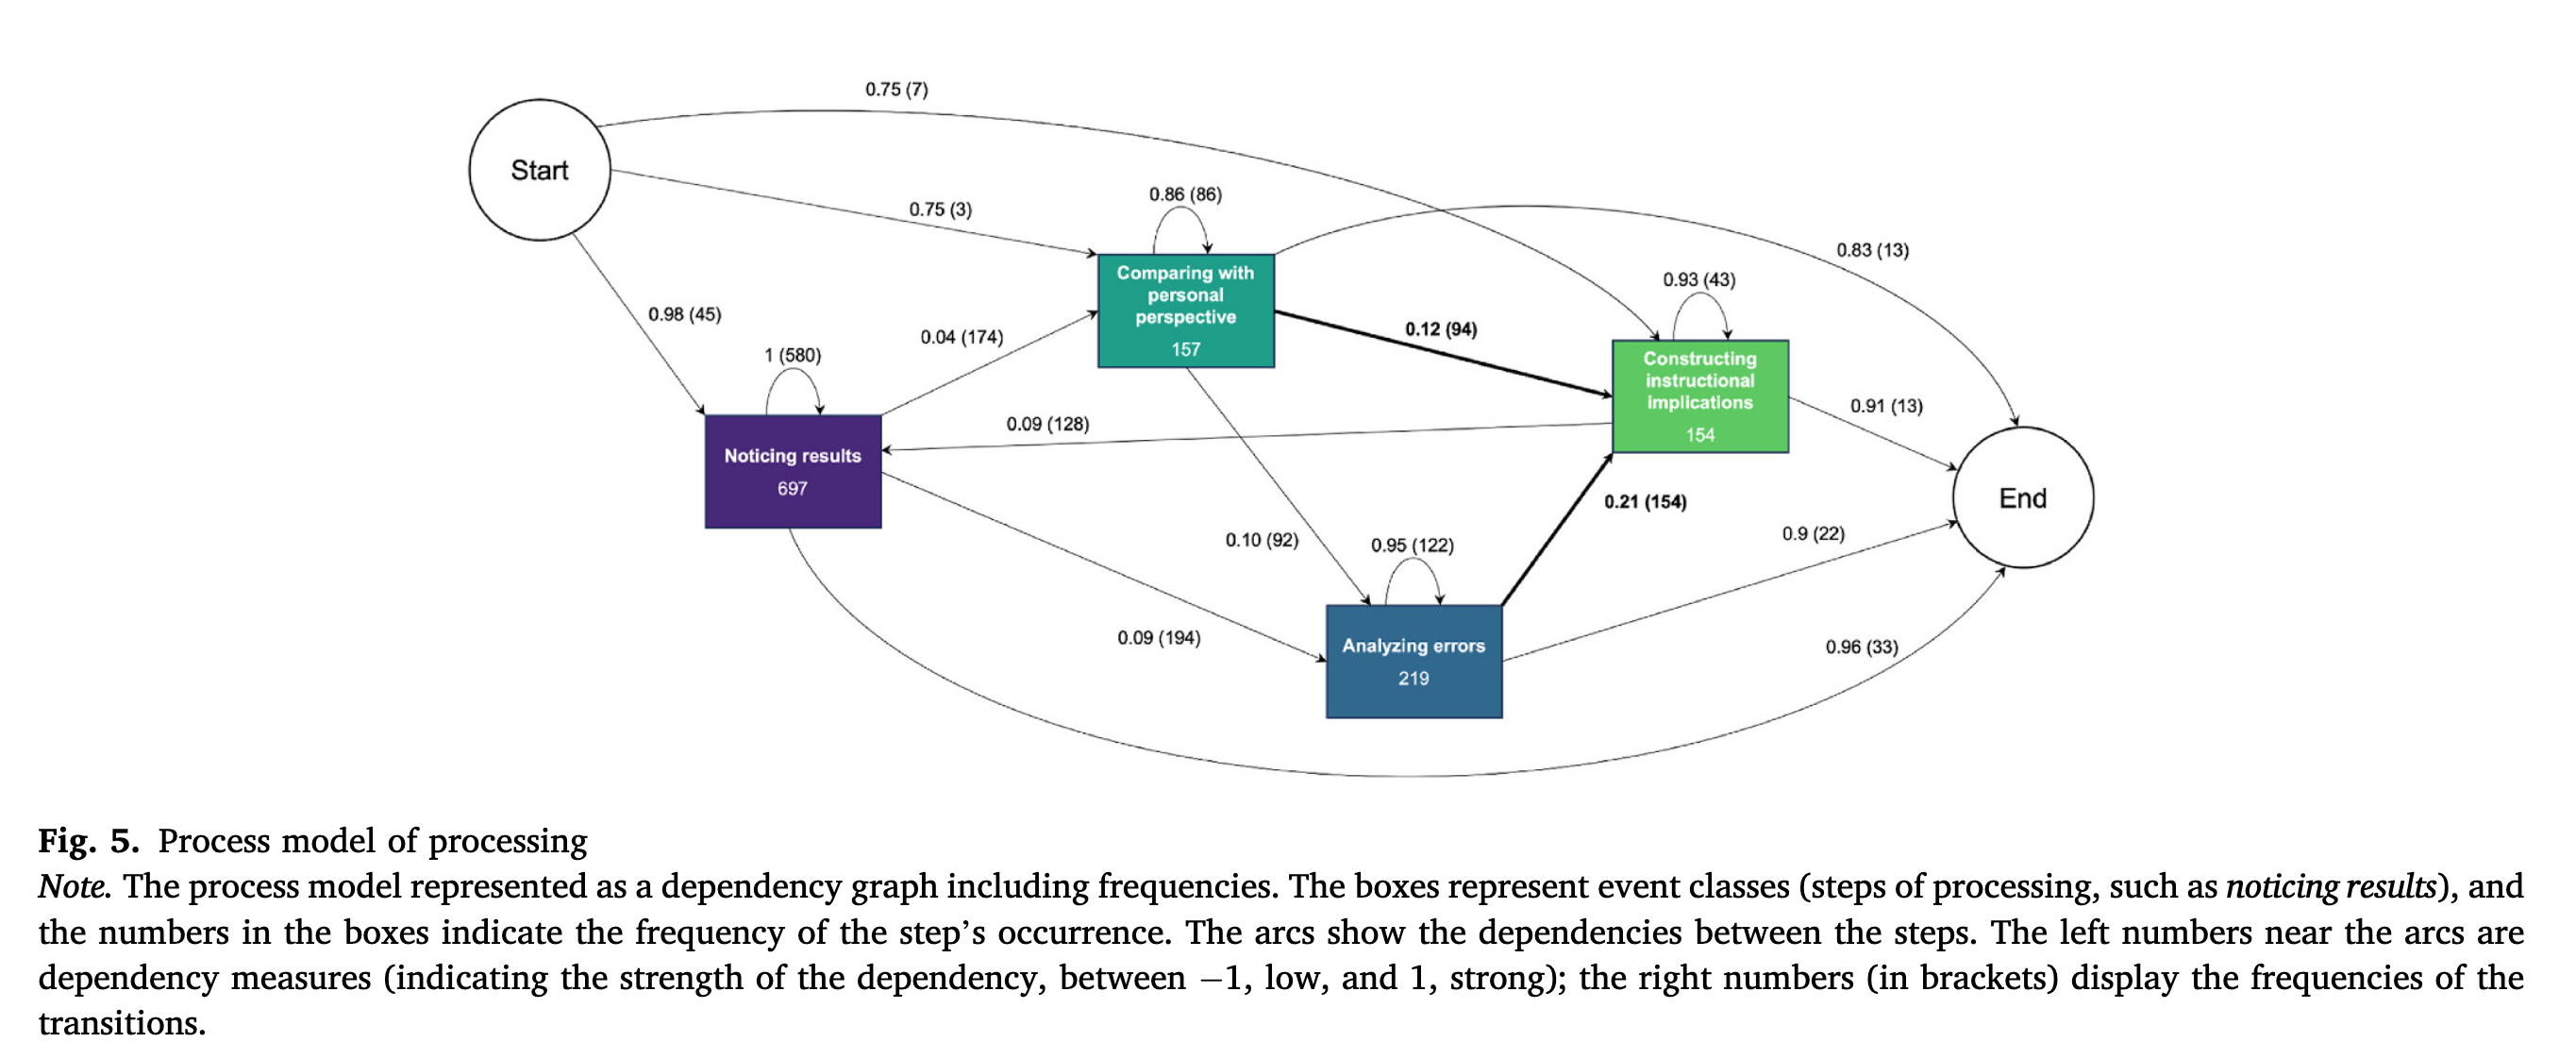 0.75 (7)
Start
0.75 (3)
0.86 (86)
0.83 (13)
Comparing with
personal
perspective
157
0.93 (43)
0.98 (45)
0.12 (94)
0.04 (174)
1 (580)
Constructing
instructional
implications
154
0.91 (13)
0.09 (128)
Noticing results
697
End
0.21 (154)
0.10 (92)
0.95 (122)
0.9 (22)
0.09 (194)
Analyzing errors
219
0.96 (33)
Fig. 5. Process model of processing
Note. The process model represented as a dependency graph including frequencies. The boxes represent event classes (steps of processing, such as noticing results), and
the numbers in the boxes indicate the frequency of the step’s occurrence. The arcs show the dependencies between the steps. The left numbers near the arcs are
dependency measures (indicating the strength of the dependency, between −1, low, and 1, strong); the right numbers (in brackets) display the frequencies of the
transitions.